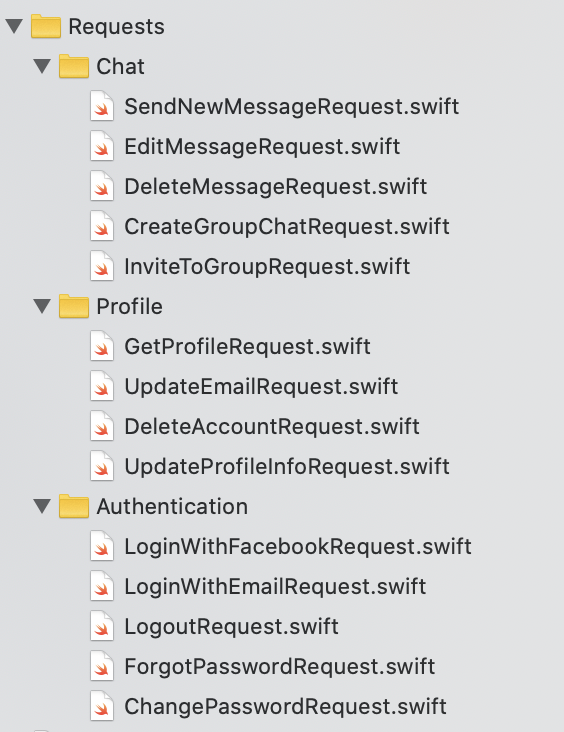 Requests
Chat
SendNewMessageRequest.swift
EditMessageRequest.swift
DeleteMessageRequest.swift
CreateGroupChatRequest.swift
InviteToGroupRequest.swift
Profile
GetProfileRequest.swift
UpdateEmailRequest.swift
DeleteAccountRequest.swift
UpdateProfileInfoRequest.swift
Authentication
LoginWithFacebookRequest.swift
LoginWithEmailRequest.swift
LogoutRequest.swift
ForgotPasswordRequest.swift
ChangePasswordRequest.swift